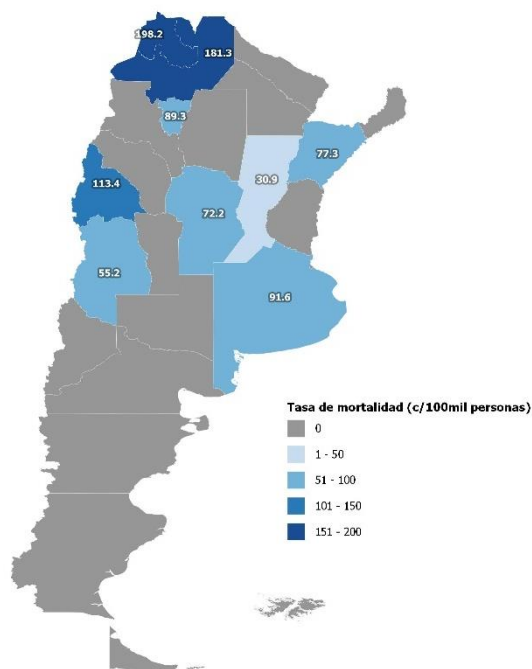 198.2
181.3
89.3
77.3
113.4
30.9
72.2
55.2
91.6
Tasa de mortalidad (c/100mil personas)
0
1 - 50
51 - 100
101 - 150
151 - 200